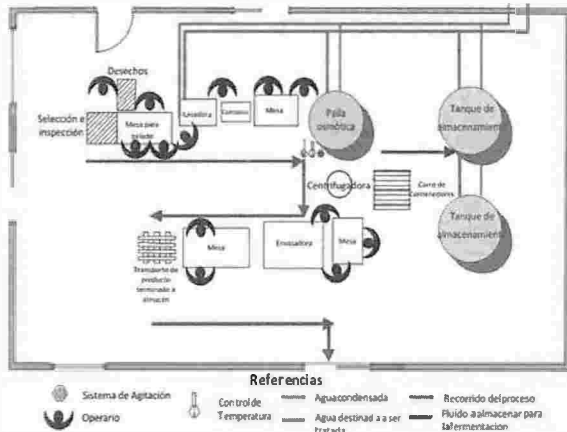 Desechos
Selección e
inspección
Mesa para
pelado
Lavadora
Mesa
Paila
osmótica
Tanque de
almacenamiento
Centrifugadora
Carro de
Contenedores
Tanque de
almacenamiento
Mesa
Envasadora
Mesa
Transporte de
producto
terminado a
almacén
Referencias
Sistema de Agitación
Operario
Control de
Temperatura
Agua condensada
Agua destinada a ser
tratada
Recorrido del proceso
Fluido a almacenar para
la fermentación